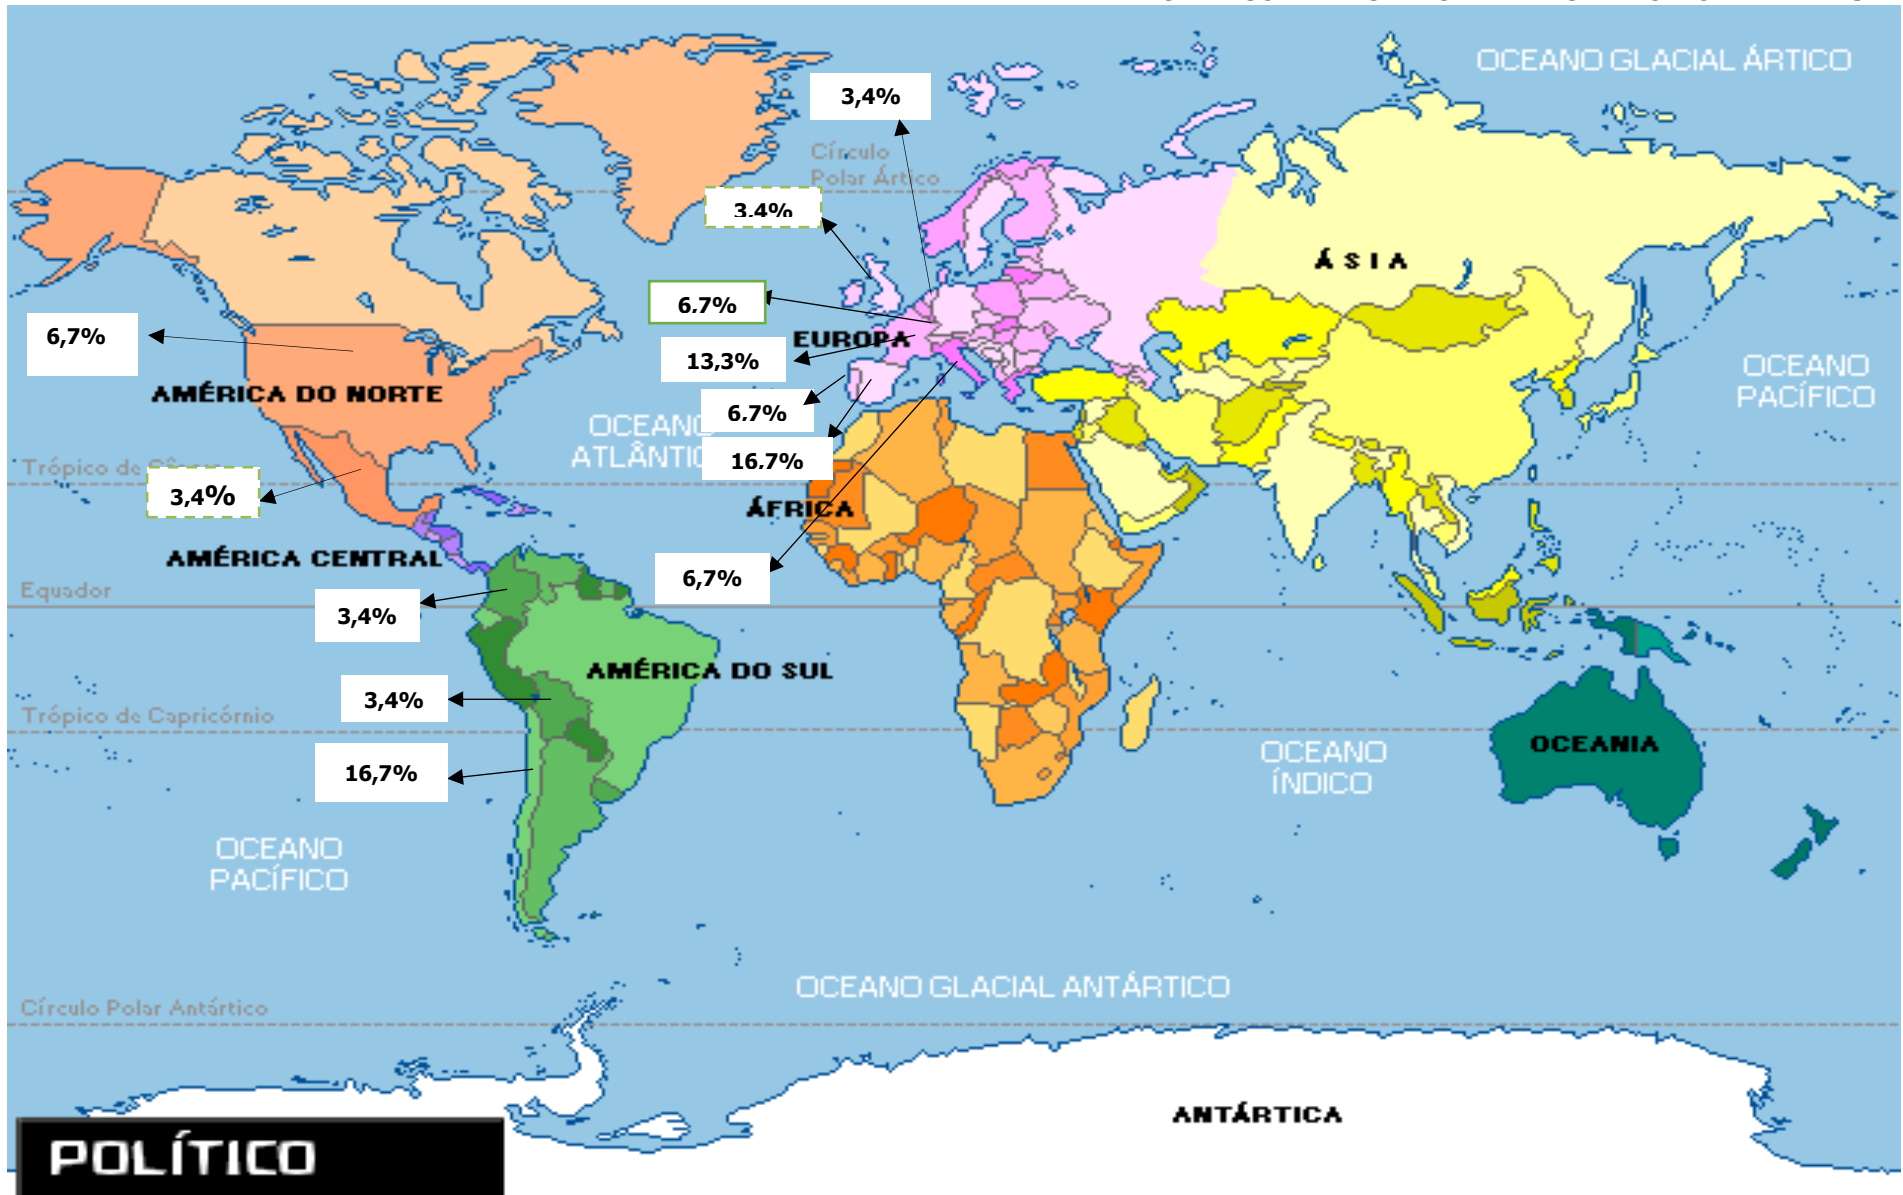 OCEANO GLACIAL ÁRTICO
3,4%
Círculo
Polar Ártico
3,4%
ÁSIA
6,7%
6,7%
EUROPA
13,3%
AMÉRICA DO NORTE
OCEANO
PACÍFICO
6,7%
OCEANO
16,7%
Trópico de
3,4%
ÁFRICA
AMÉRICA CENTRAL
6,7%
Equador
3,4%
AMÉRICA DO SUL
3,4%
Trópico de Capricórnio
OCEANIA
OCEANO
ÍNDICO
16,7%
OCEANO
PACÍFICO
OCEANO GLACIAL ANTÁRTICO
Círculo Polar Antártico
ANTÁRTICA
POLÍTICO